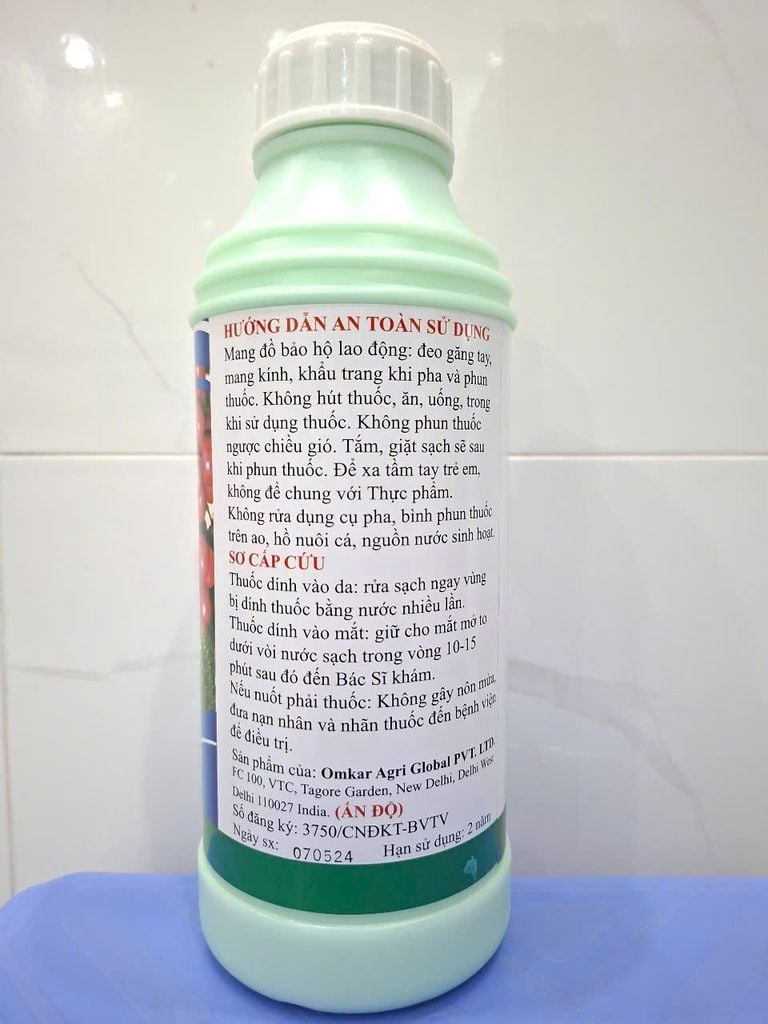 HƯỚNG DẪN AN TOÀN SỬ DỤNG
Mang đồ bảo hộ lao động: đeo găng tay,
mang kính, khẩu trang khi pha và phun
thuốc. Không hút thuốc, ăn, uống, trong
khi sử dụng thuốc. Không phun thuốc
ngược chiều gió. Tắm, giặt sạch sẽ sau
khi phun thuốc. Để xa tầm tay trẻ em,
không để chung với Thực phẩm.
Không rửa dụng cụ pha, bình phun thuốc
trên ao, hồ nuôi cá, nguồn nước sinh hoạt.
SƠ CẤP CỨU
Thuốc dính vào da: rửa sạch ngay vùng
bị dính thuốc bằng nước nhiều lần.
Thuốc dính vào mắt: giữ cho mắt mở to
dưới vòi nước sạch trong vòng 10-15
phút sau đó đến Bác Sĩ khám.
Nếu nuốt phải thuốc: Không gây nôn mửa,
đưa nạn nhân và nhãn thuốc đến bệnh viện
để điều trị.
Sản phẩm của: Omkar Agri Global PVT. LTD.
FC 100, VTC, Tagore Garden, New Delhi, Delhi West
Delhi 110027 India. (ẤN ĐỘ)
Số đăng ký: 3750/CNĐKT-BVTV
Ngày sx: 070524 Hạn sử dụng: 2 năm